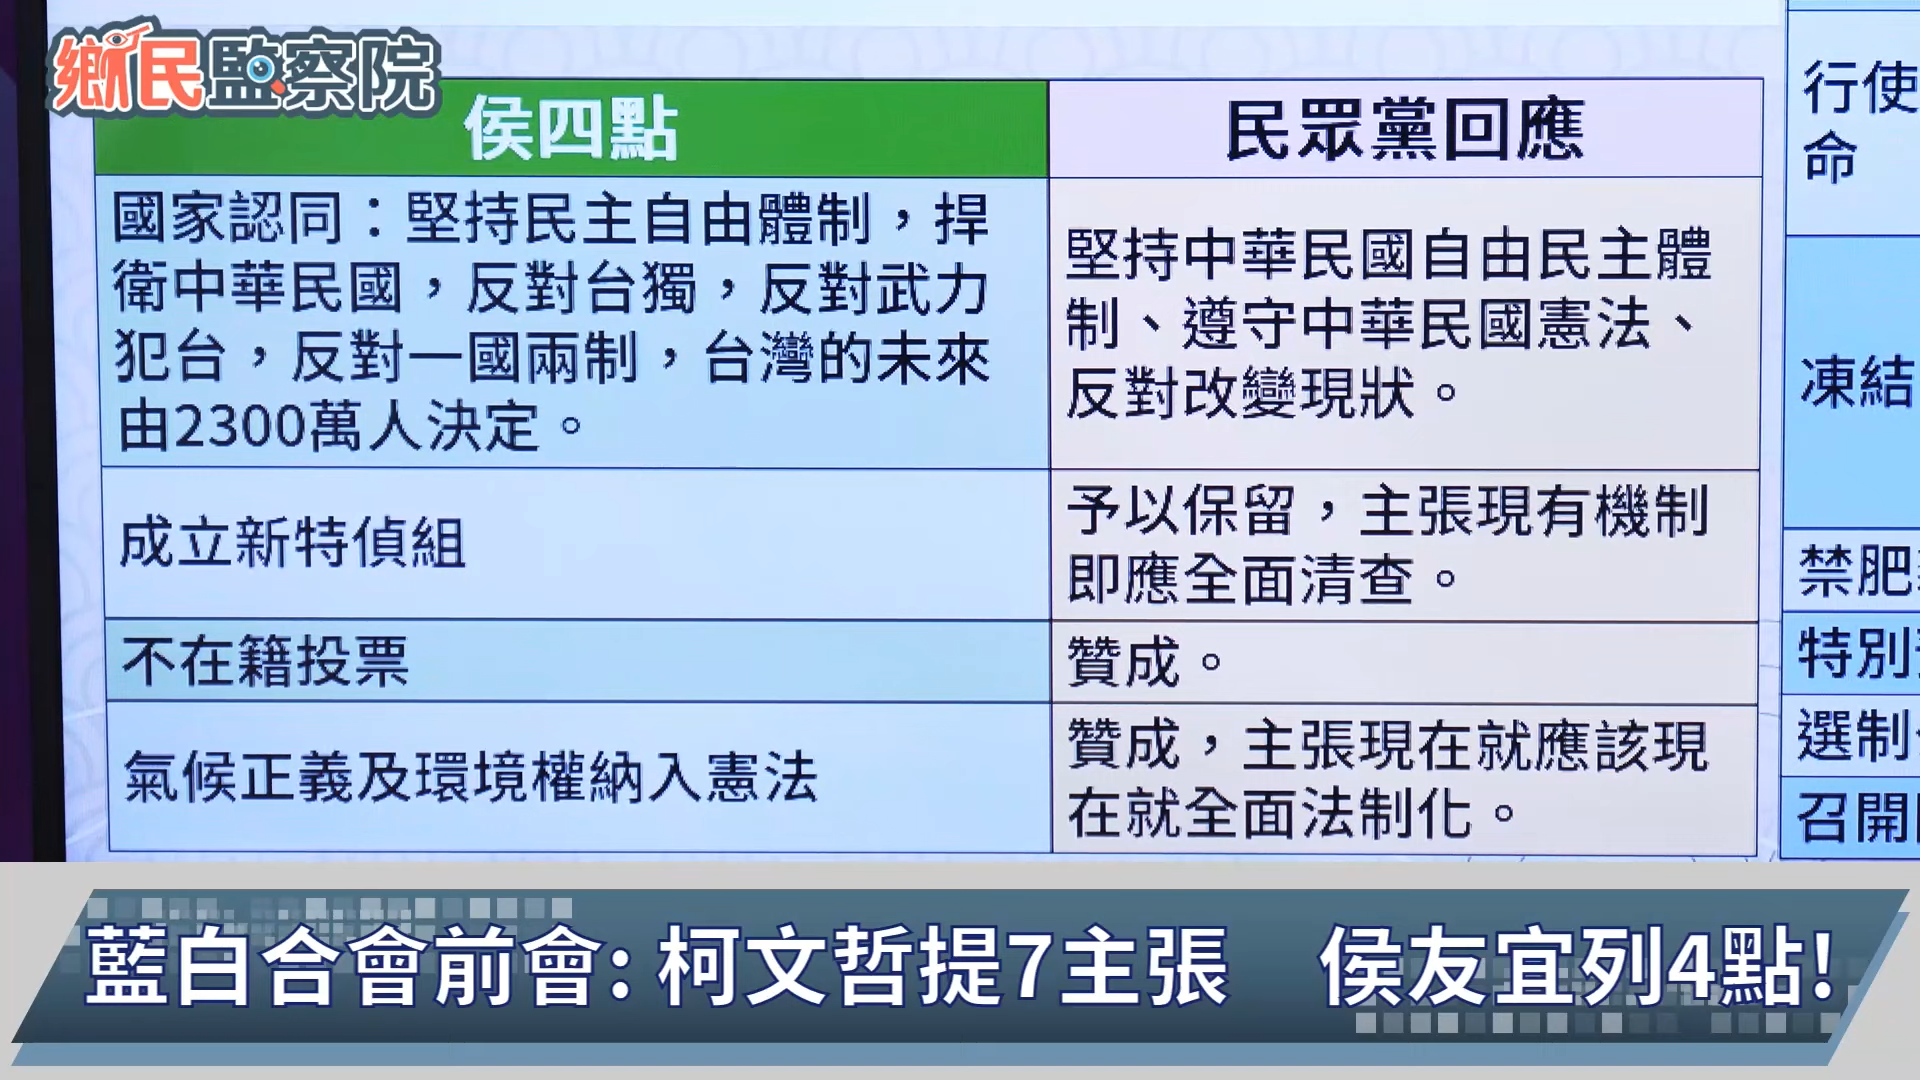 鄉民監察院
侯四點
民眾黨回應
國家認同：堅持民主自由體制，捍
衛中華民國，反對台獨，反對武力
犯台，反對一國兩制，台灣的未來
由2300萬人決定。
堅持中華民國自由民主體
制、遵守中華民國憲法、
反對改變現狀。
成立新特偵組
予以保留，主張現有機制
即應全面清查。
不在籍投票
贊成。
氣候正義及環境權納入憲法
贊成，主張現在就應該現
在就全面法制化。
行使
命
凍結
禁肥
特別
選制
召開
藍白合會前會:柯文哲提7主張 侯友宜列4點!